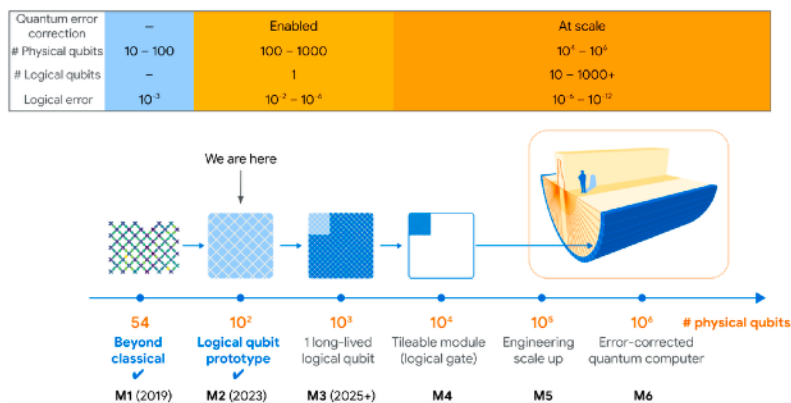 Quantum error correction – Enabled At scale
# Physical qubits 10 – 100 100 – 1000 10⁴ – 10⁶
# Logical qubits – 1 10 – 1000+
Logical error 10⁻³ 10⁻² – 10⁻⁶ 10⁻⁶ – 10⁻¹²
We are here
54 10² 10³ 10⁴ 10⁵ 10⁶ # physical qubits
Beyond classical
✓
M1 (2019)
Logical qubit prototype
✓
M2 (2023)
1 long-lived
logical qubit
M3 (2025+)
Tileable module
(logical gate)
M4
Engineering
scale up
M5
Error-corrected
quantum computer
M6